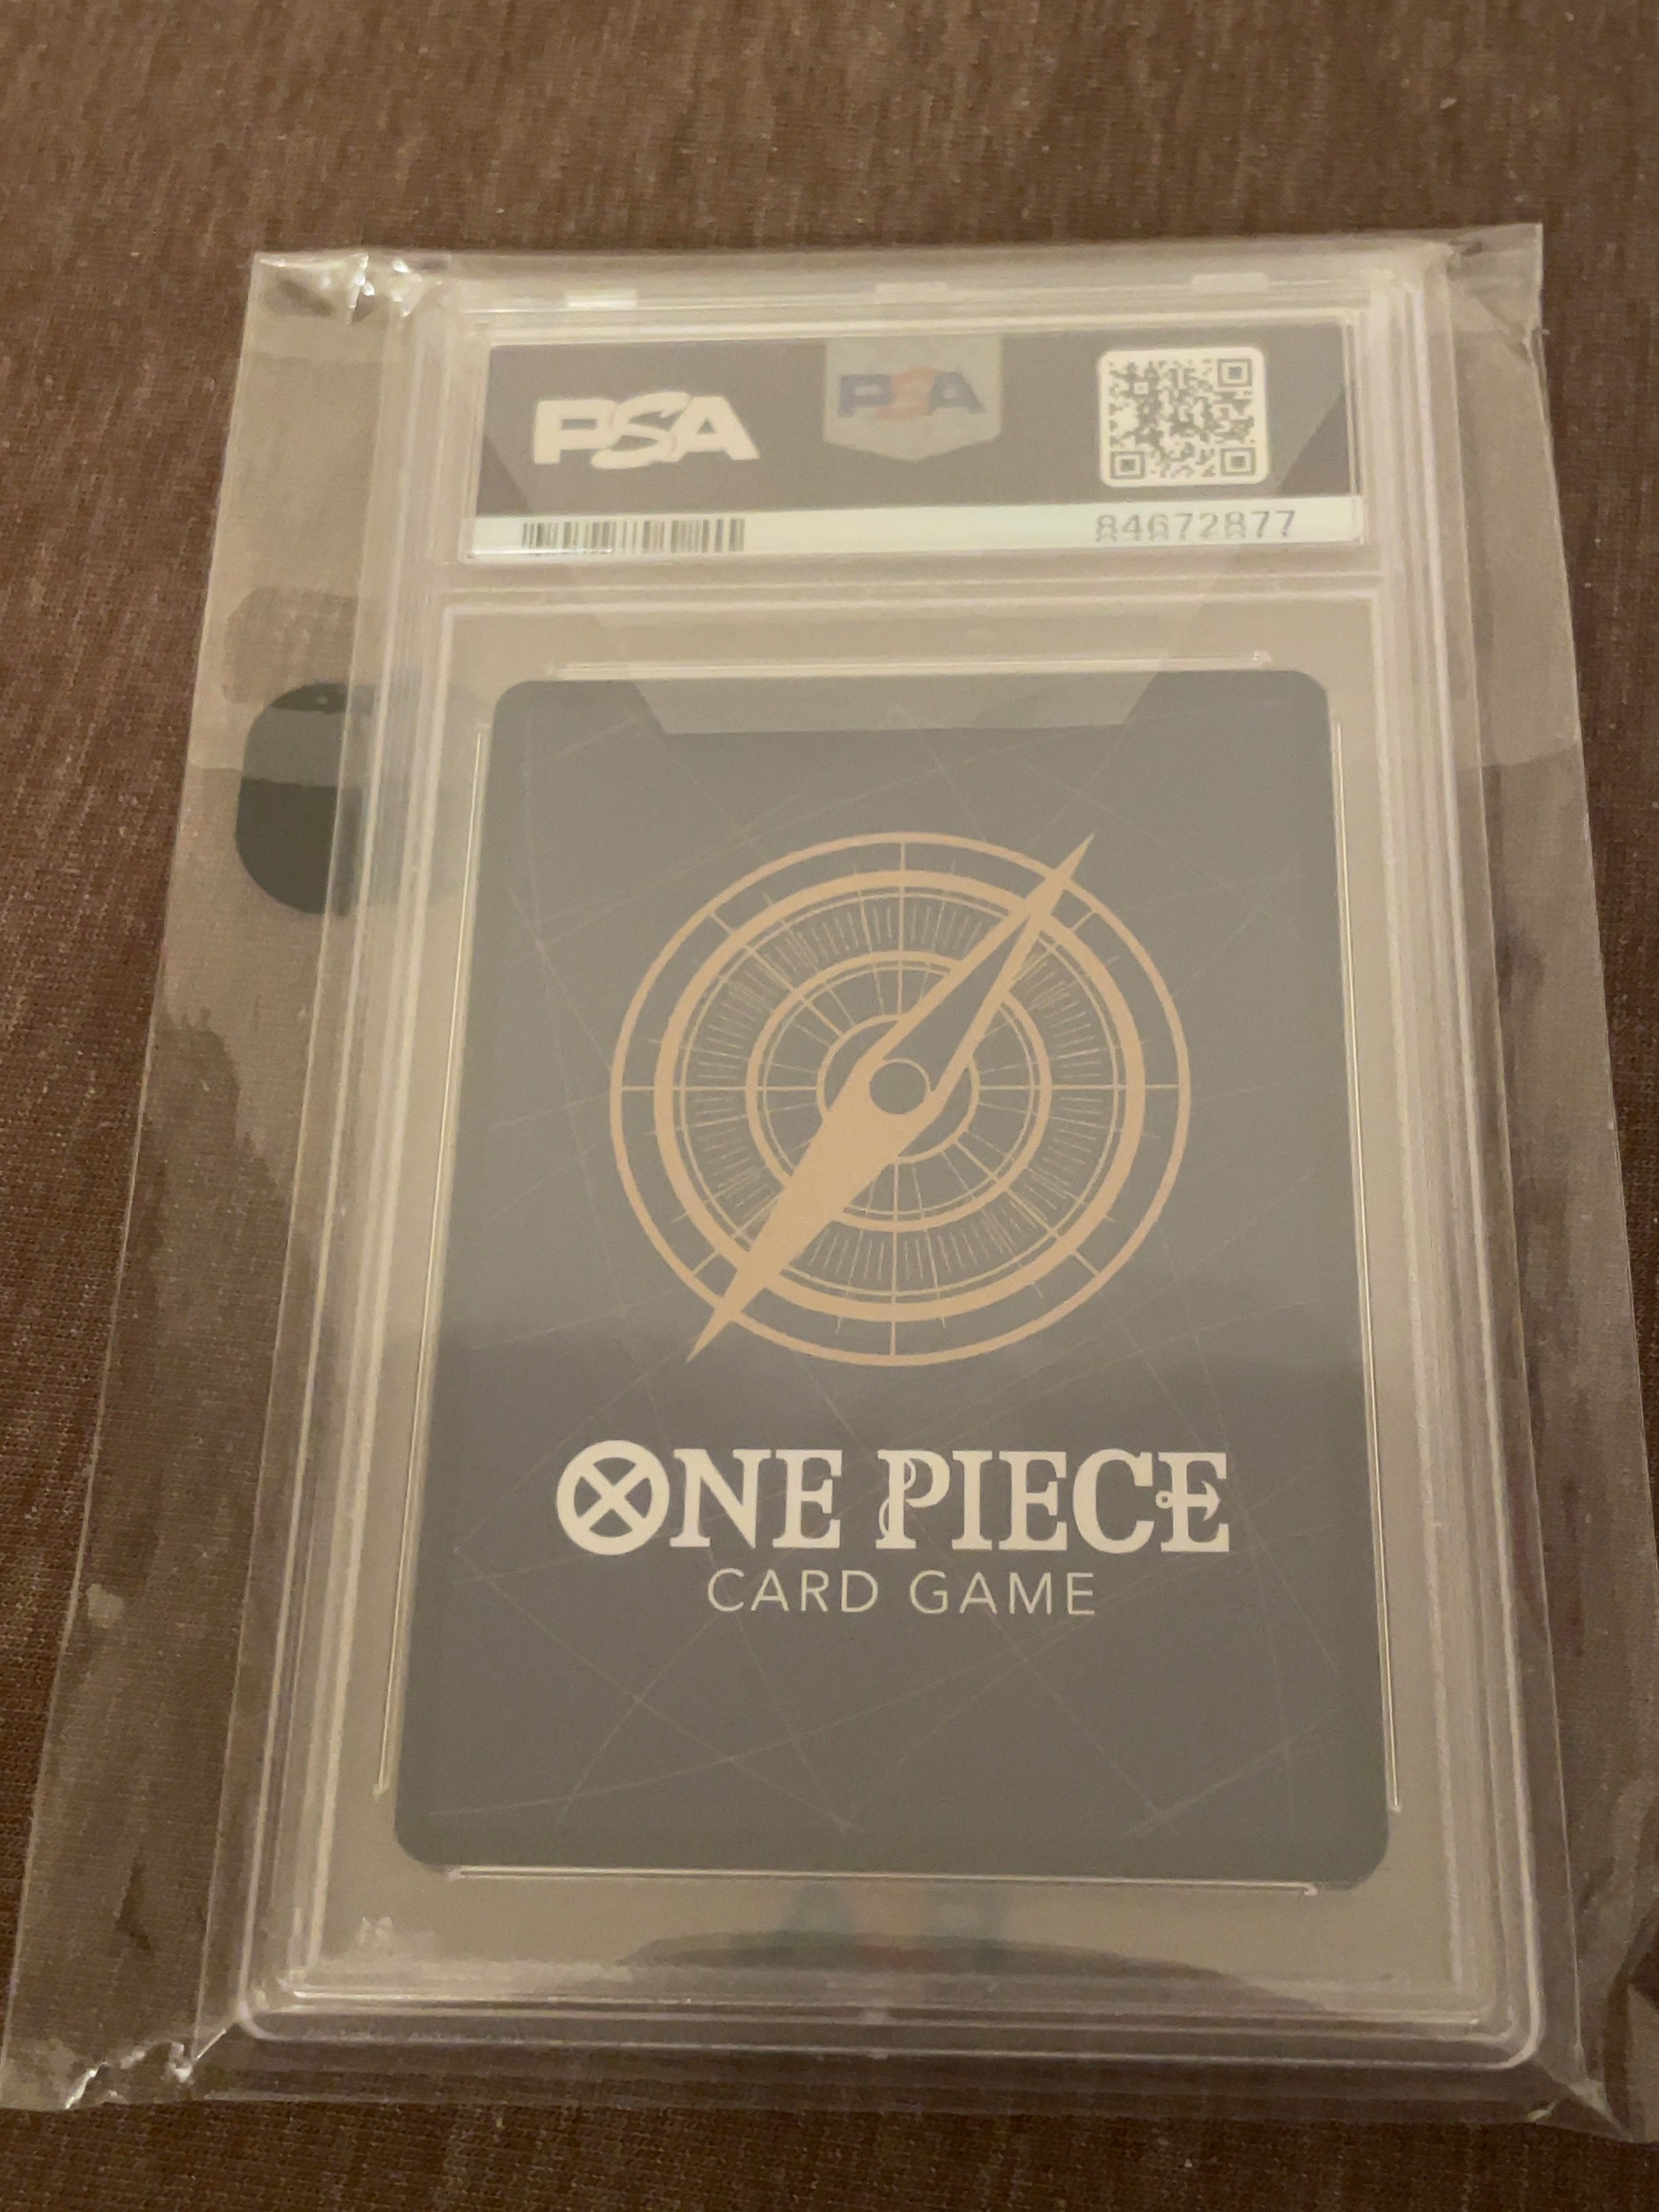 PSA
PSA
84672877
ONE PIECE
CARD GAME